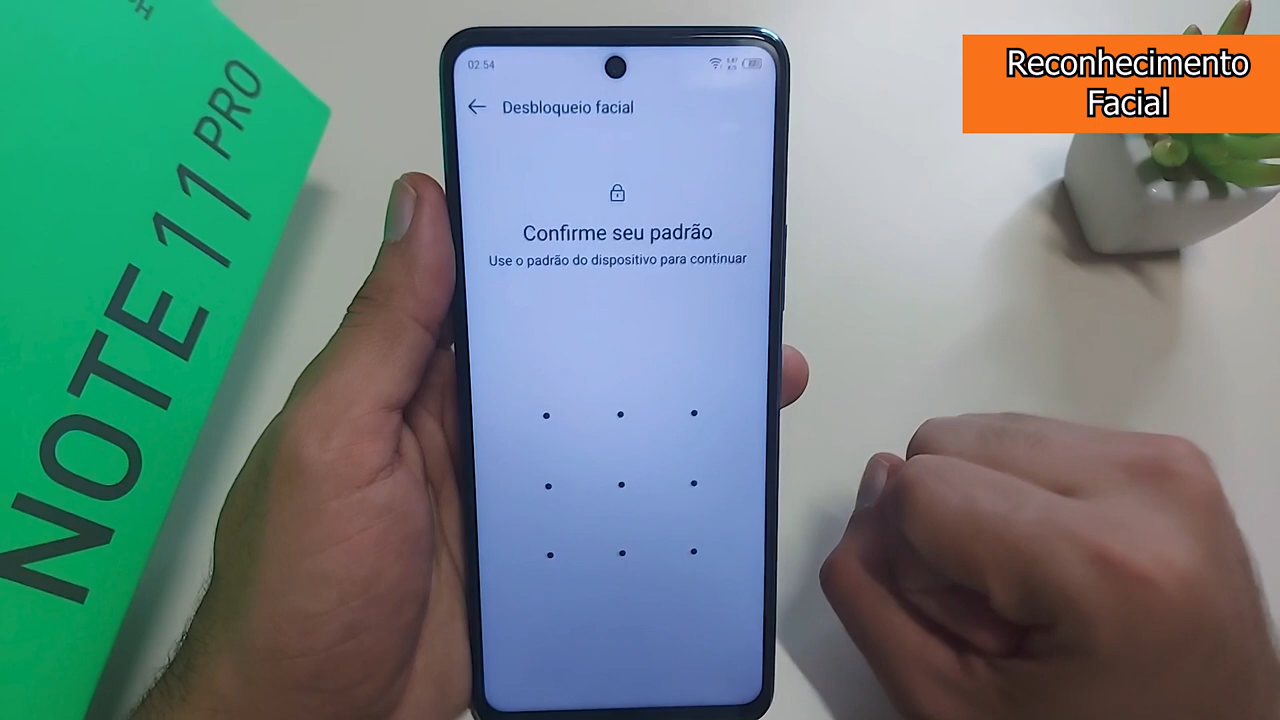 NOTE 11 PRO
02:54
Desbloqueio facial
Confirme seu padrão
Use o padrão do dispositivo para continuar
Reconhecimento
Facial